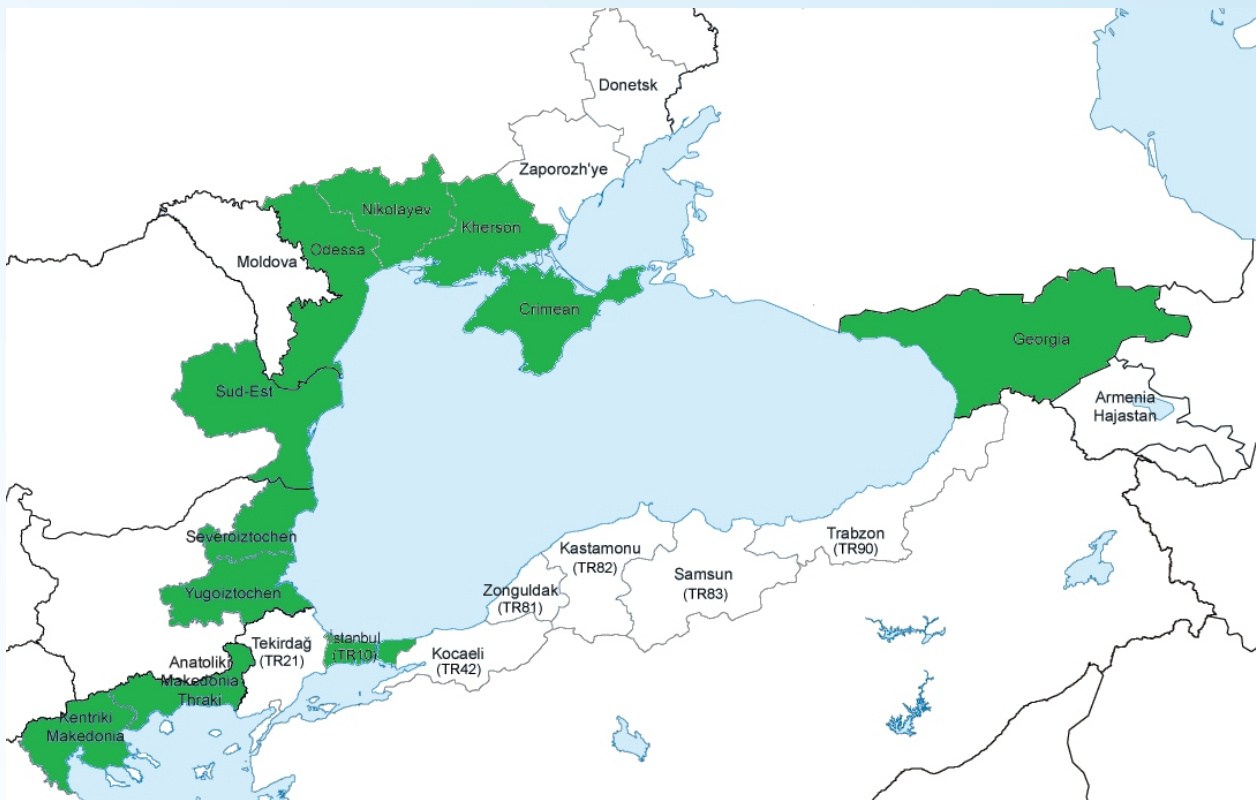 Donetsk
Zaporozh'ye
Nikolayev
Kherson
Odessa
Moldova
Crimean
Georgia
Sud-Est
Armenia
Hajastan
Severoiztochen
Trabzon
(TR90)
Kastamonu
(TR82)
Samsun
(TR83)
Zonguldak
(TR81)
Yugoiztochen
İstanbul
(TR10)
Tekirdağ
(TR21)
Kocaeli
(TR42)
Anatoliki
Makedonia
Thraki
Kentriki
Makedonia